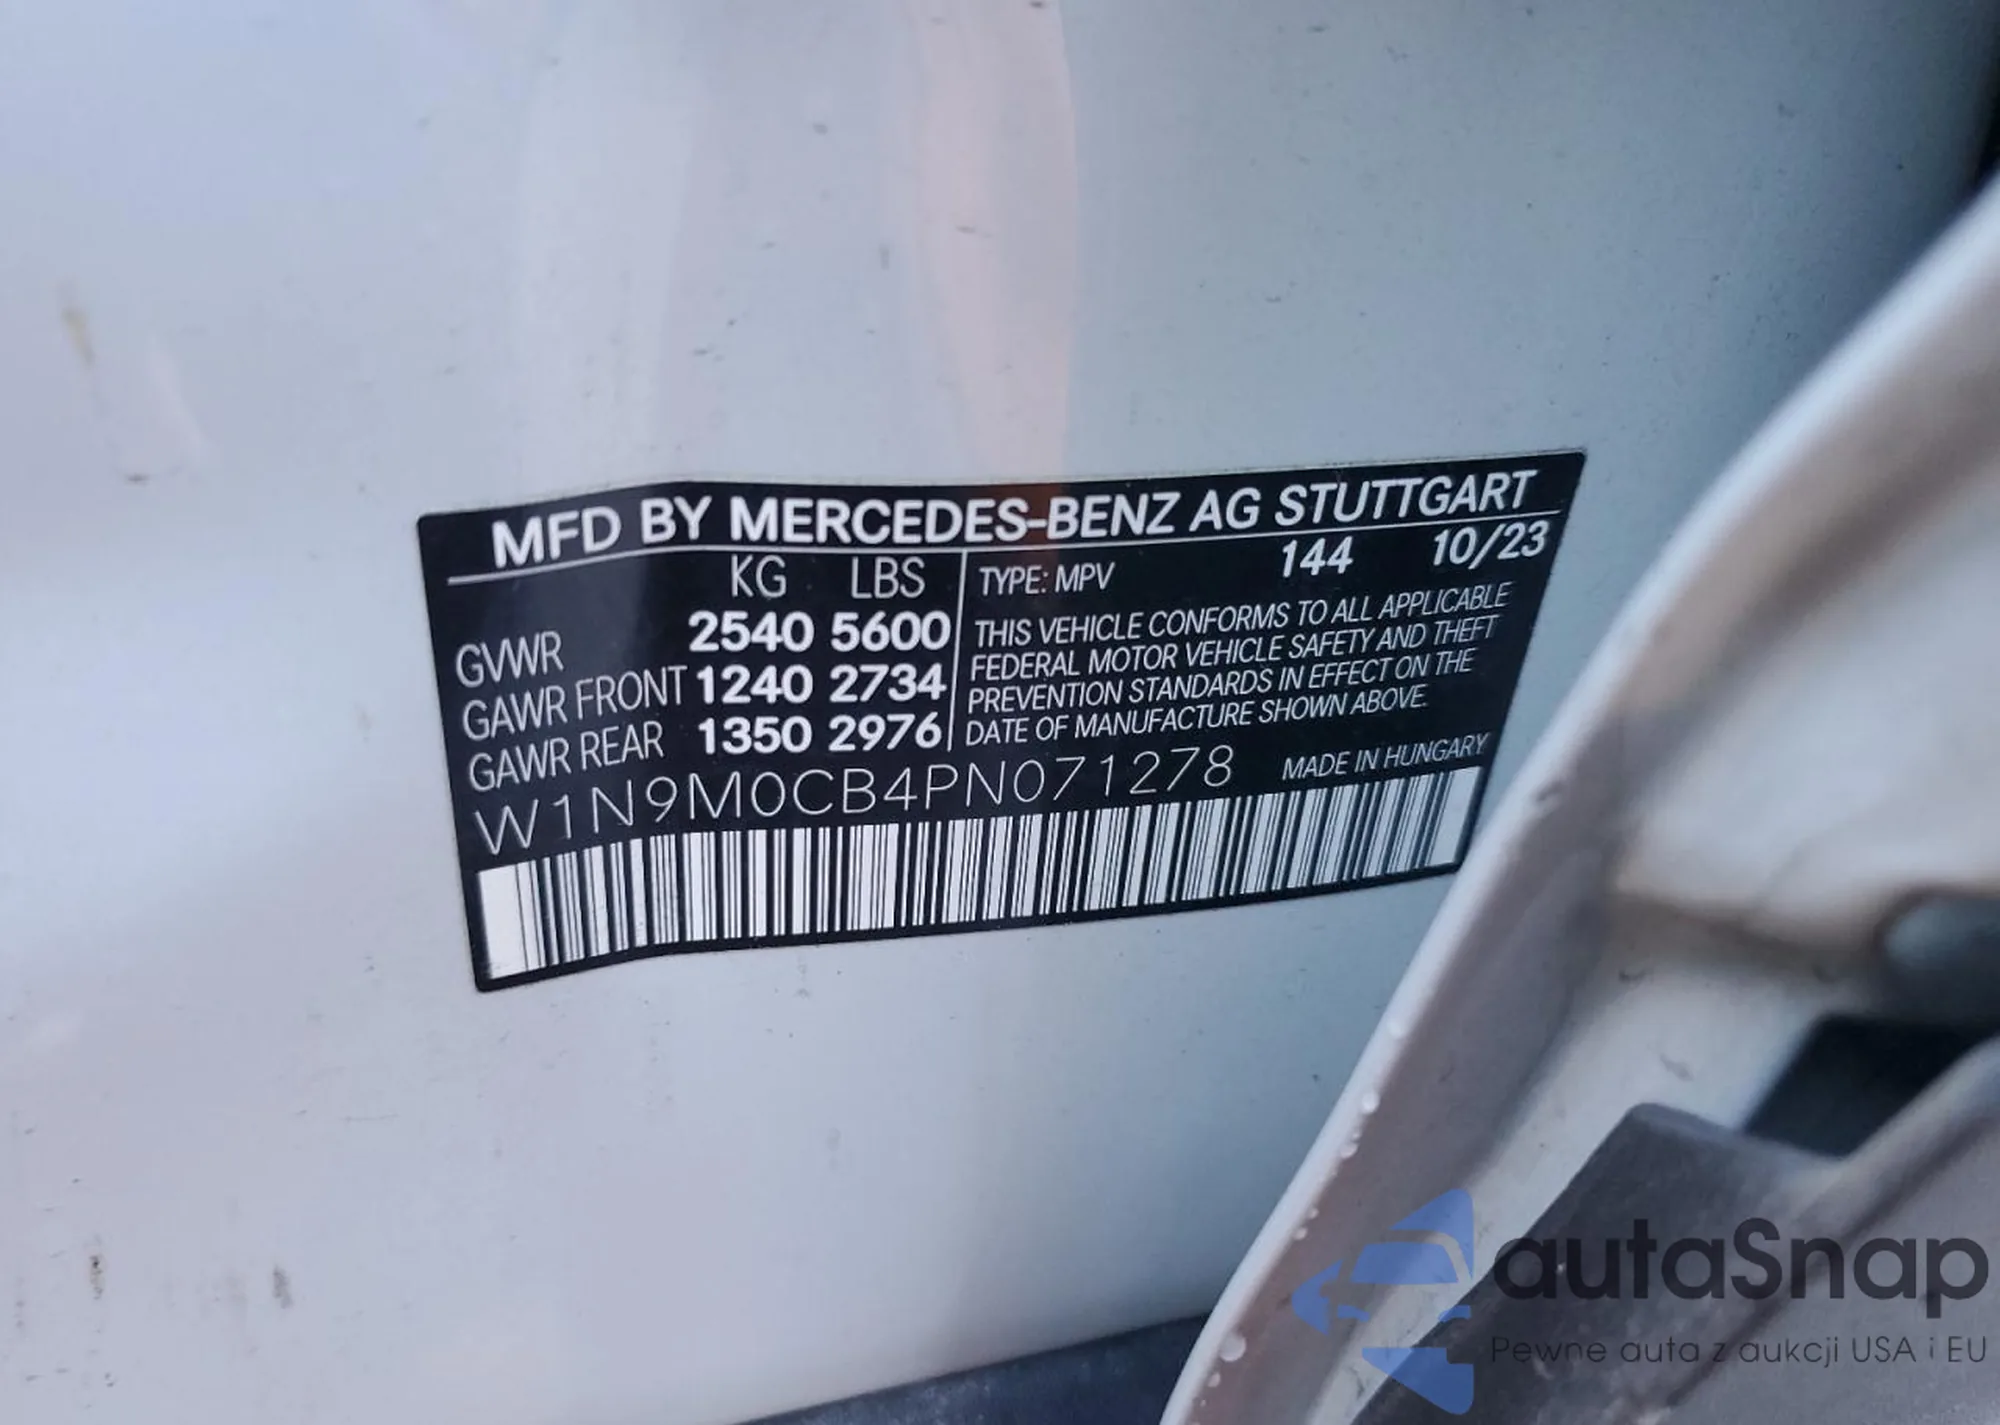 MFD BY MERCEDES-BENZ AG STUTTGART
KG LBS
GVWR 2540 5600
GAWR FRONT 1240 2734
GAWR REAR 1350 2976
TYPE: MPV 144 10/23
THIS VEHICLE CONFORMS TO ALL APPLICABLE
FEDERAL MOTOR VEHICLE SAFETY AND THEFT
PREVENTION STANDARDS IN EFFECT ON THE
DATE OF MANUFACTURE SHOWN ABOVE.
W1N9M0CB4PN071278 MADE IN HUNGARY
autaSnap
Pewne auta z aukcji USA i EU